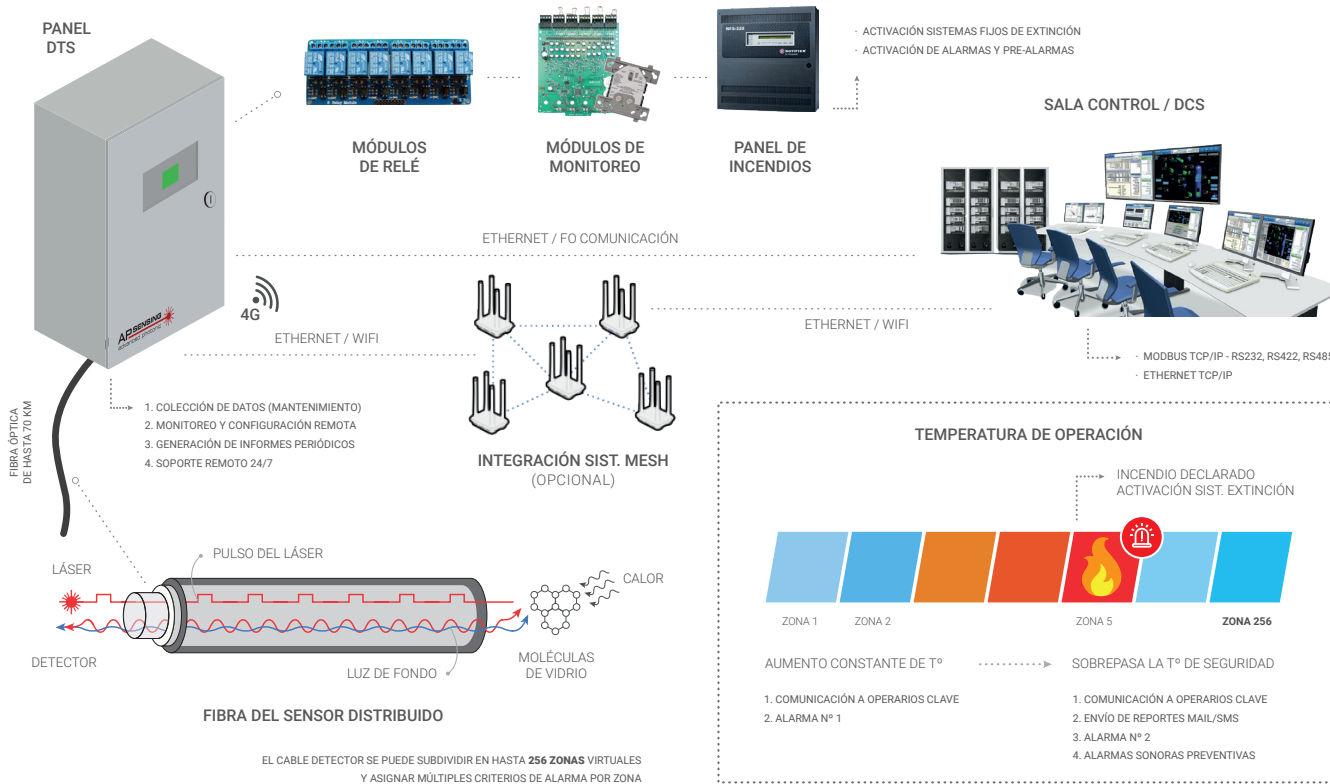 PANEL
DTS
MÓDULOS
DE RELÉ
MÓDULOS DE
MONITOREO
NFS-320
NOTIFIER
PANEL DE
INCENDIOS
· ACTIVACIÓN SISTEMAS FIJOS DE EXTINCIÓN
· ACTIVACIÓN DE ALARMAS Y PRE-ALARMAS
SALA CONTROL / DCS
ETHERNET / FO COMUNICACIÓN
4G
AP SENSING
advanced photonic
ETHERNET / WIFI
ETHERNET / WIFI
· MODBUS TCP/IP - RS232, RS422, RS485
· ETHERNET TCP/IP
FIBRA ÓPTICA
DE HASTA 70 KM
1. COLECCIÓN DE DATOS (MANTENIMIENTO)
2. MONITOREO Y CONFIGURACIÓN REMOTA
3. GENERACIÓN DE INFORMES PERIÓDICOS
4. SOPORTE REMOTO 24/7
INTEGRACIÓN SIST. MESH
(OPCIONAL)
PULSO DEL LÁSER
LÁSER
CALOR
DETECTOR
LUZ DE FONDO
MOLÉCULAS
DE VIDRIO
FIBRA DEL SENSOR DISTRIBUIDO
EL CABLE DETECTOR SE PUEDE SUBDIVIDIR EN HASTA 256 ZONAS VIRTUALES
Y ASIGNAR MÚLTIPLES CRITERIOS DE ALARMA POR ZONA
TEMPERATURA DE OPERACIÓN
INCENDIO DECLARADO
ACTIVACIÓN SIST. EXTINCIÓN
ZONA 1
ZONA 2
ZONA 5
ZONA 256
AUMENTO CONSTANTE DE Tº
SOBREPASA LA Tº DE SEGURIDAD
1. COMUNICACIÓN A OPERARIOS CLAVE
2. ALARMA Nº 1
1. COMUNICACIÓN A OPERARIOS CLAVE
2. ENVÍO DE REPORTES MAIL/SMS
3. ALARMA Nº 2
4. ALARMAS SONORAS PREVENTIVAS